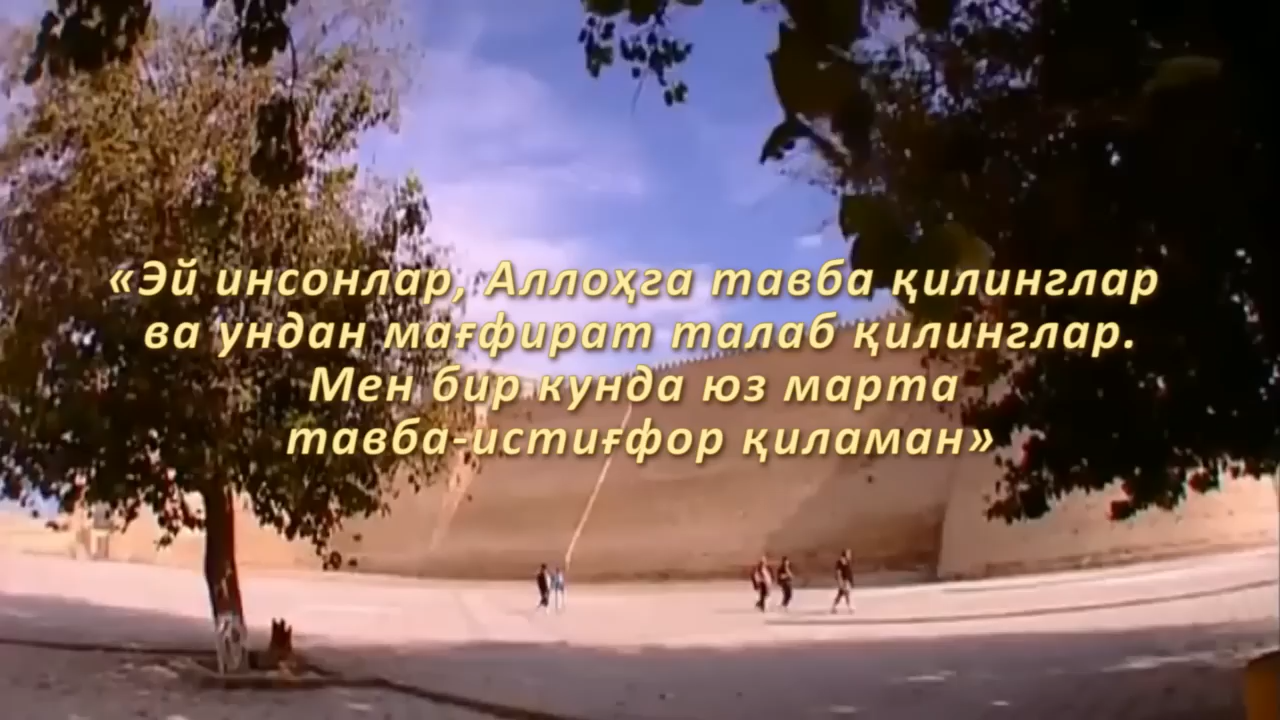 «Эй инсонлар, Аллоҳга тавба қилинглар
ва ундан мағфират талаб қилинглар.
Мен бир кунда юз марта
тавба-истиғфор қиламан»